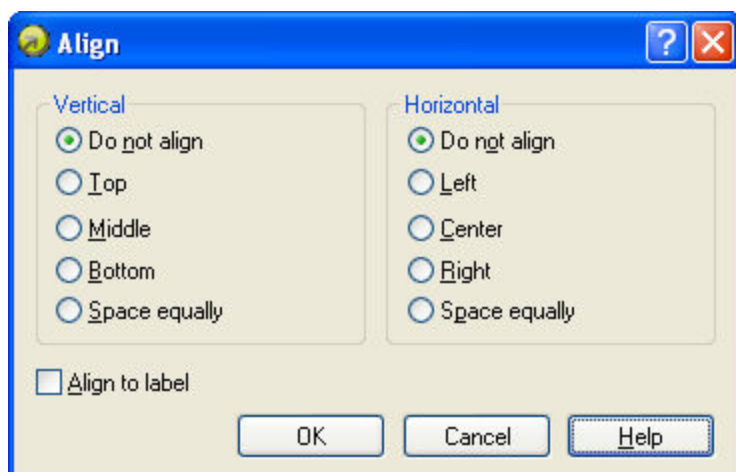 Align
Vertical
Do not align
Top
Middle
Bottom
Space equally
Horizontal
Do not align
Left
Center
Right
Space equally
Align to label
OK
Cancel
Help